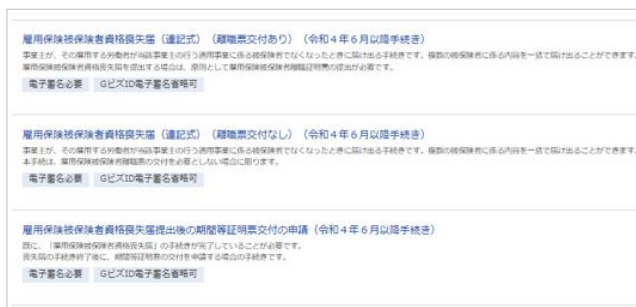 雇用保険被保険者資格喪失届（連記式）（離職票交付あり）（令和４年６月以降手続き）
事業主が、その雇用する労働者が当該事業主の行う適用事業に係る被保険者でなくなったときに届け出る手続きです。複数の被保険者に係る内容を一括で届け出ることができます。
雇用保険被保険者資格喪失届を提出する場合は、原則として雇用保険被保険者離職証明書の提出が必要です。
電子署名必要 GビズID電子署名省略可
雇用保険被保険者資格喪失届（連記式）（離職票交付なし）（令和４年６月以降手続き）
事業主が、その雇用する労働者が当該事業主の行う適用事業に係る被保険者でなくなったときに届け出る手続きです。複数の被保険者に係る内容を一括で届け出ることができます。
本手続は、雇用保険被保険者離職票の交付を必要としない場合に限ります。
電子署名必要 GビズID電子署名省略可
雇用保険被保険者資格喪失届提出後の期間等証明票交付の申請（令和４年６月以降手続き）
既に、「雇用保険被保険者資格喪失届」の手続きが完了していることが必要です。
喪失届の手続き終了後に、期間等証明票の交付を申請する場合の手続きです。
電子署名必要 GビズID電子署名省略可